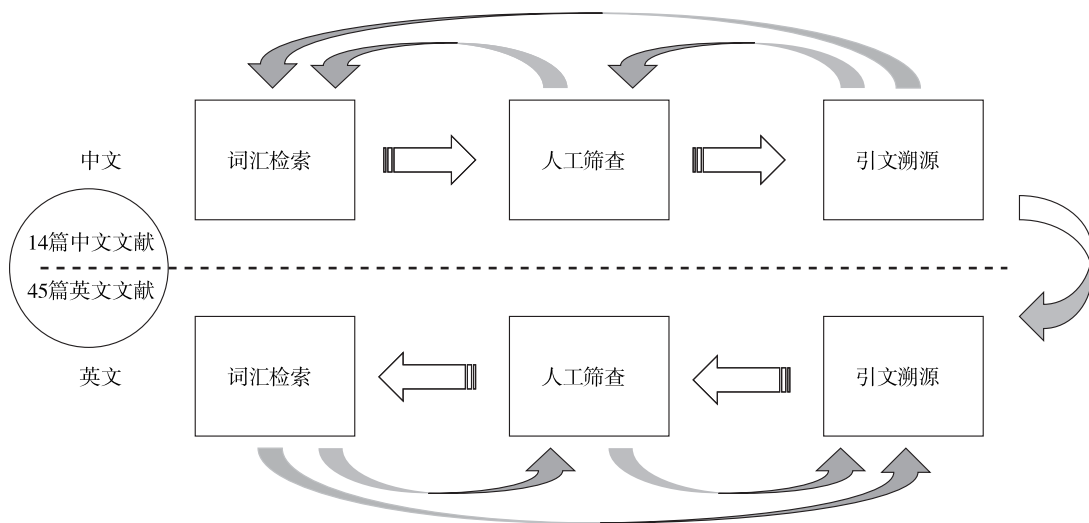 中文
词汇检索
人工筛查
引文溯源
14篇中文文献
45篇英文文献
英文
词汇检索
人工筛查
引文溯源